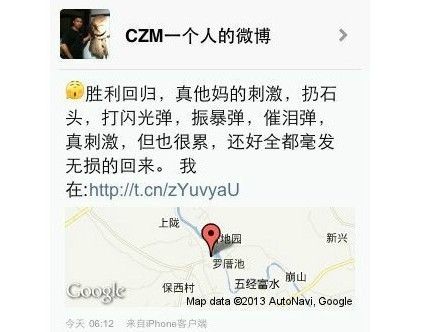 CZM一个人的微博
胜利回归，真他妈的刺激，扔石
头，打闪光弹，振暴弹，催泪弹，
真刺激，但也很累，还好全都毫发
无损的回来。 我
在:http://t.cn/zYuvyaU
上陇
地园
新兴
罗厝池
崩山
保西村
五经富水
Google
Map data ©2013 AutoNavi, Google
今天 06:12 来自iPhone客户端